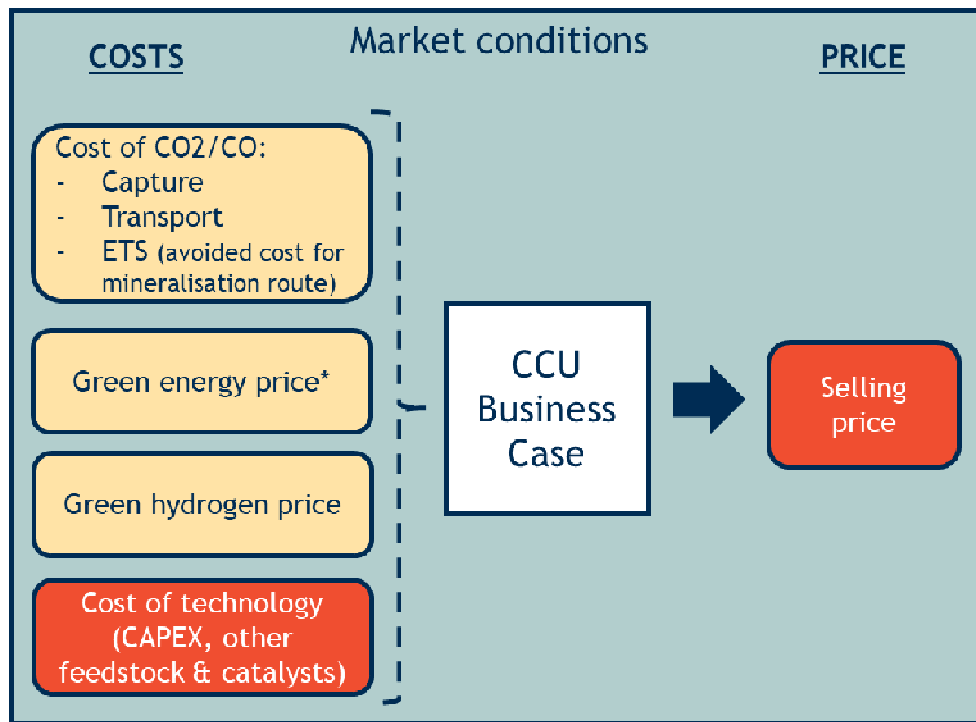 Market conditions
COSTS
PRICE
Cost of CO2/CO:
- Capture
- Transport
- ETS (avoided cost for
mineralisation route)
Green energy price*
Green hydrogen price
Cost of technology
(CAPEX, other
feedstock & catalysts)
CCU
Business
Case
Selling
price